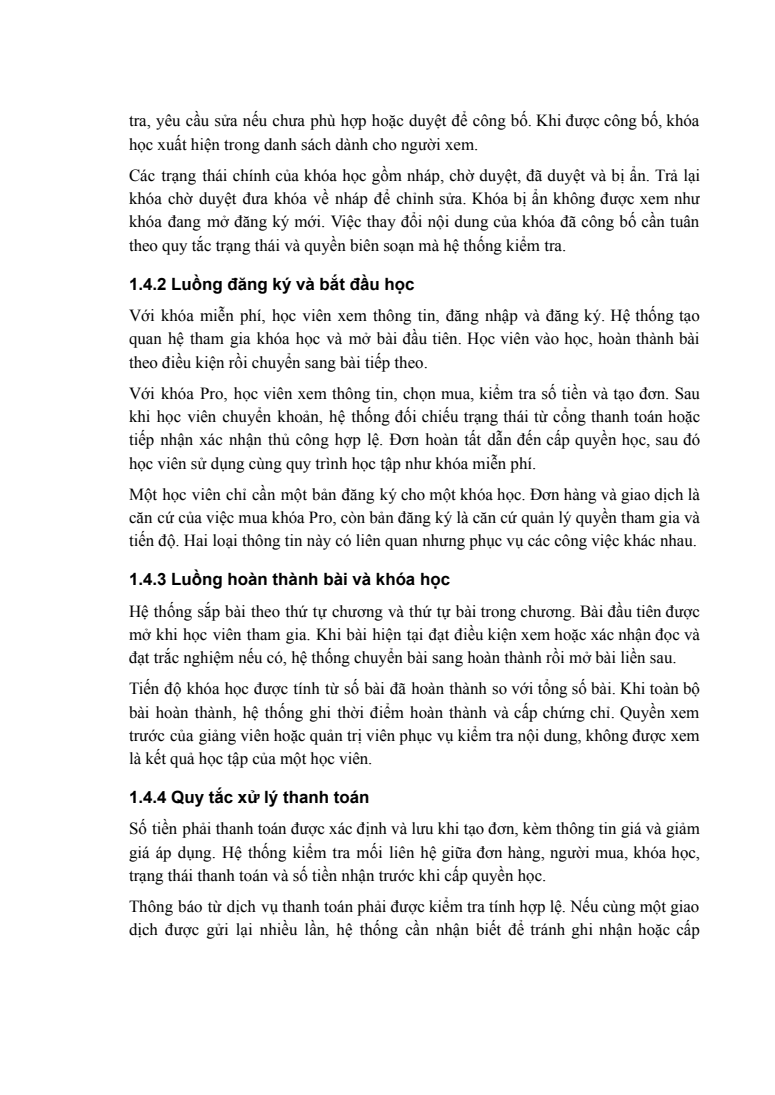 tra, yêu cầu sửa nếu chưa phù hợp hoặc duyệt để công bố. Khi được công bố, khóa
học xuất hiện trong danh sách dành cho người xem.
Các trạng thái chính của khóa học gồm nháp, chờ duyệt, đã duyệt và bị ẩn. Trả lại
khóa chờ duyệt đưa khóa về nháp để chỉnh sửa. Khóa bị ẩn không được xem như
khóa đang mở đăng ký mới. Việc thay đổi nội dung của khóa đã công bố cần tuân
theo quy tắc trạng thái và quyền biên soạn mà hệ thống kiểm tra.
1.4.2 Luồng đăng ký và bắt đầu học
Với khóa miễn phí, học viên xem thông tin, đăng nhập và đăng ký. Hệ thống tạo
quan hệ tham gia khóa học và mở bài đầu tiên. Học viên vào học, hoàn thành bài
theo điều kiện rồi chuyển sang bài tiếp theo.
Với khóa Pro, học viên xem thông tin, chọn mua, kiểm tra số tiền và tạo đơn. Sau
khi học viên chuyển khoản, hệ thống đối chiếu trạng thái từ cổng thanh toán hoặc
tiếp nhận xác nhận thủ công hợp lệ. Đơn hoàn tất dẫn đến cấp quyền học, sau đó
học viên sử dụng cùng quy trình học tập như khóa miễn phí.
Một học viên chỉ cần một bản đăng ký cho một khóa học. Đơn hàng và giao dịch là
căn cứ của việc mua khóa Pro, còn bản đăng ký là căn cứ quản lý quyền tham gia và
tiến độ. Hai loại thông tin này có liên quan nhưng phục vụ các công việc khác nhau.
1.4.3 Luồng hoàn thành bài và khóa học
Hệ thống sắp bài theo thứ tự chương và thứ tự bài trong chương. Bài đầu tiên được
mở khi học viên tham gia. Khi bài hiện tại đạt điều kiện xem hoặc xác nhận đọc và
đạt trắc nghiệm nếu có, hệ thống chuyển bài sang hoàn thành rồi mở bài liền sau.
Tiến độ khóa học được tính từ số bài đã hoàn thành so với tổng số bài. Khi toàn bộ
bài hoàn thành, hệ thống ghi thời điểm hoàn thành và cấp chứng chỉ. Quyền xem
trước của giảng viên hoặc quản trị viên phục vụ kiểm tra nội dung, không được xem
là kết quả học tập của một học viên.
1.4.4 Quy tắc xử lý thanh toán
Số tiền phải thanh toán được xác định và lưu khi tạo đơn, kèm thông tin giá và giảm
giá áp dụng. Hệ thống kiểm tra mối liên hệ giữa đơn hàng, người mua, khóa học,
trạng thái thanh toán và số tiền nhận trước khi cấp quyền học.
Thông báo từ dịch vụ thanh toán phải được kiểm tra tính hợp lệ. Nếu cùng một giao
dịch được gửi lại nhiều lần, hệ thống cần nhận biết để tránh ghi nhận hoặc cấp